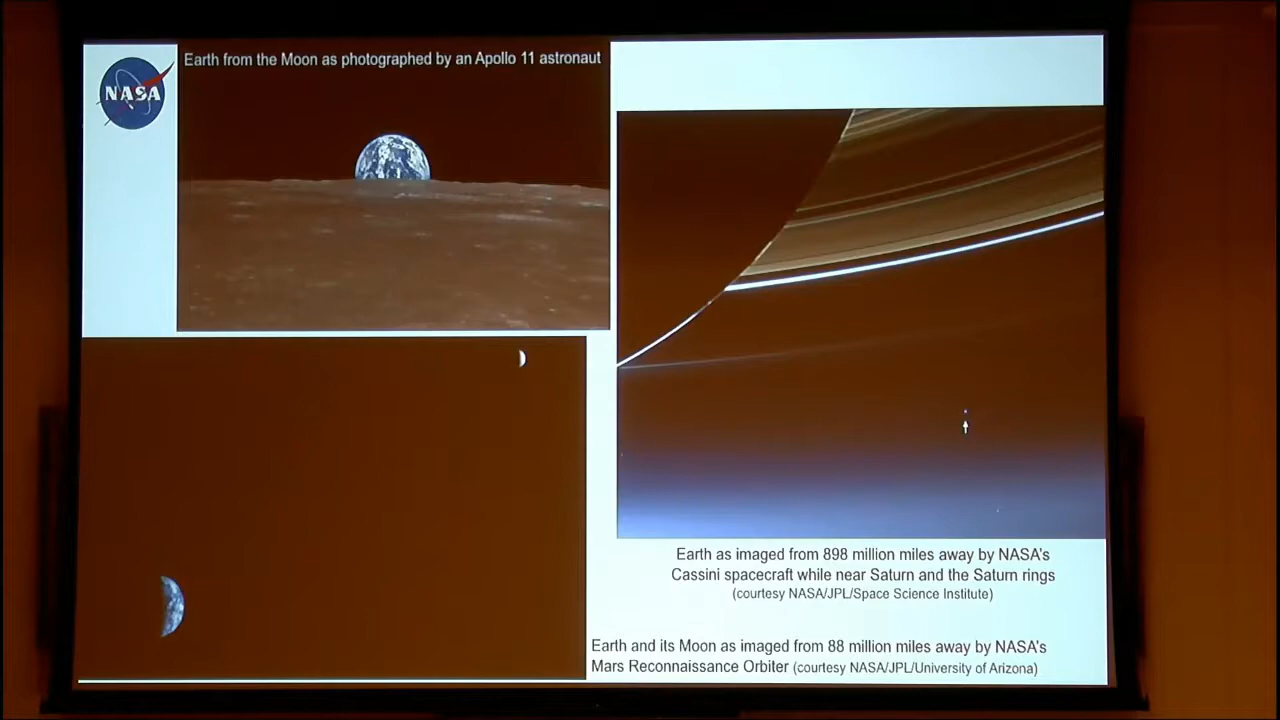 NASA
Earth from the Moon as photographed by an Apollo 11 astronaut
Earth as imaged from 898 million miles away by NASA's
Cassini spacecraft while near Saturn and the Saturn rings
(courtesy NASA/JPL/Space Science Institute)
Earth and its Moon as imaged from 88 million miles away by NASA's
Mars Reconnaissance Orbiter (courtesy NASA/JPL/University of Arizona)